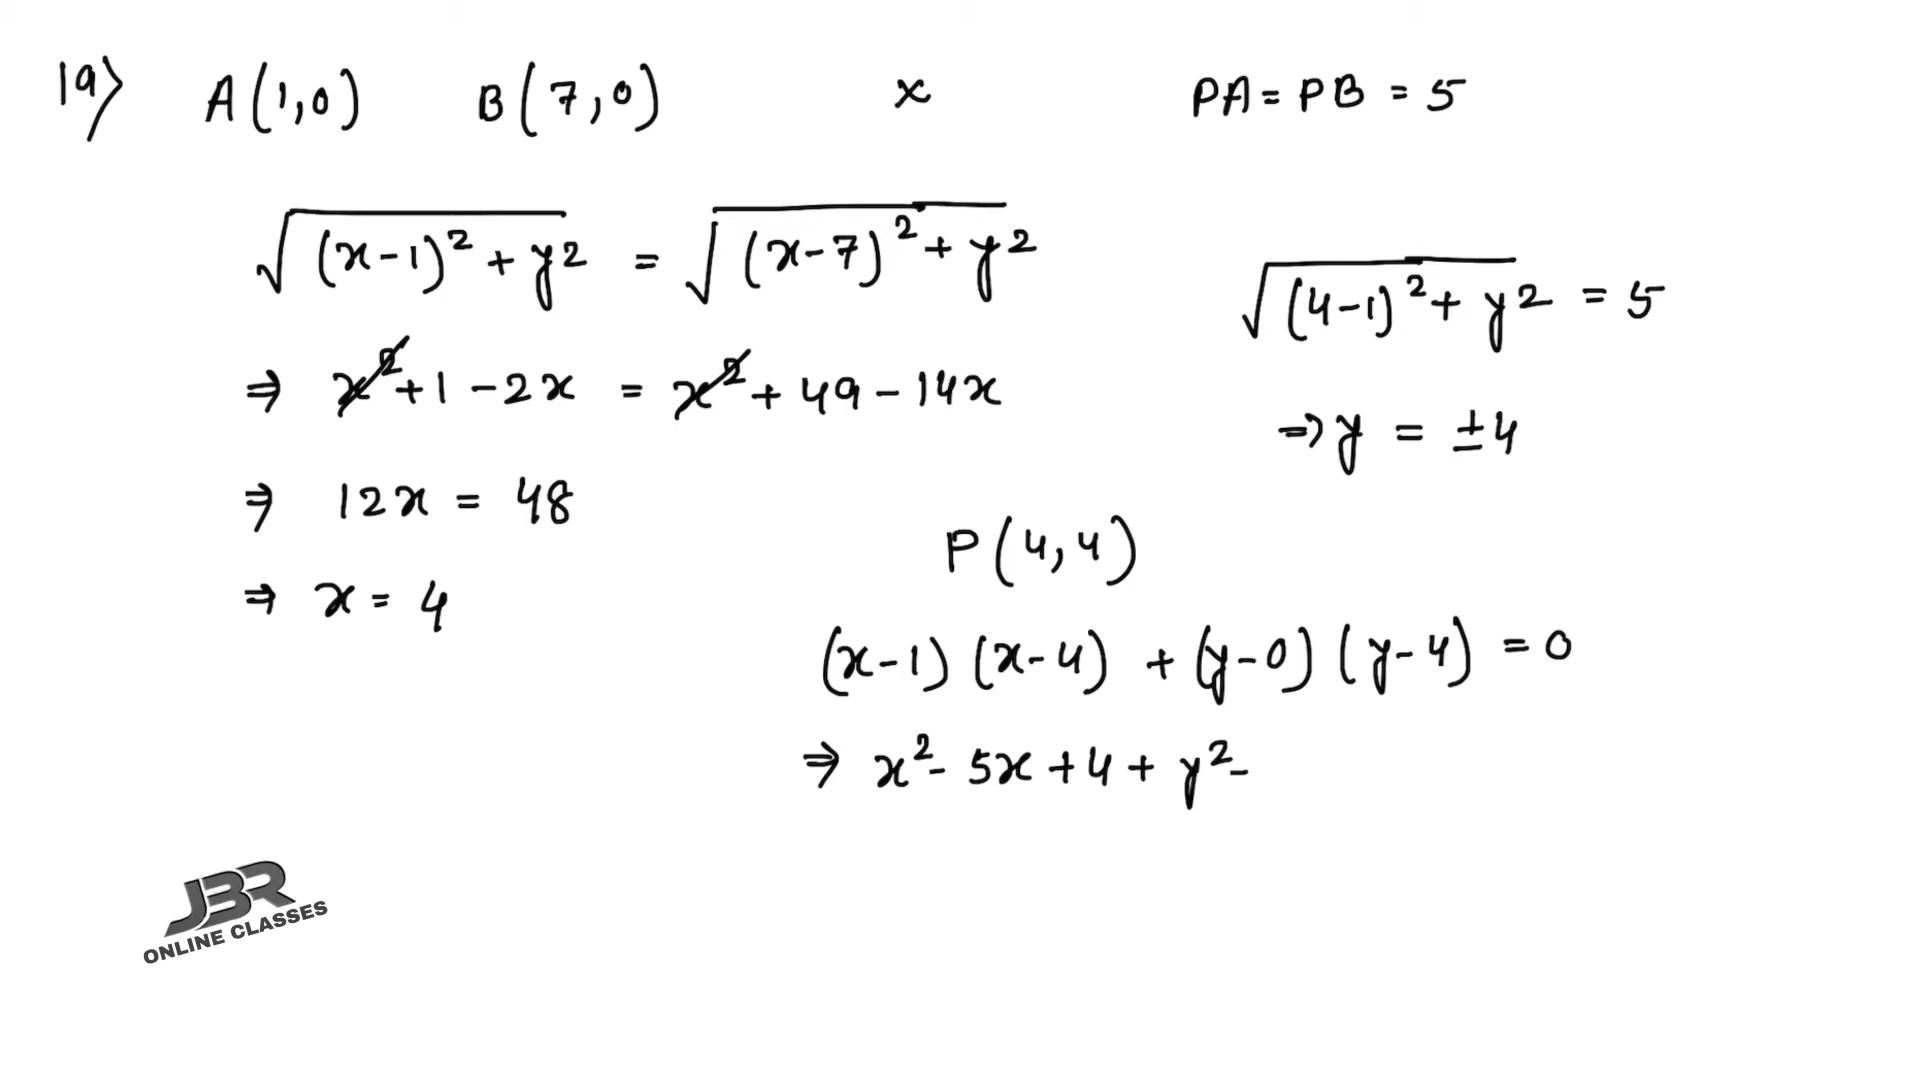 19) A(1,0) B(7,0) x PA = PB = 5
√((x-1)² + y²) = √((x-7)² + y²)
⇒ x² + 1 - 2x = x² + 49 - 14x
⇒ 12x = 48
⇒ x = 4
√((4-1)² + y²) = 5
⇒ y = ±4
P(4,4)
(x-1)(x-4) + (y-0)(y-4) = 0
⇒ x² - 5x + 4 + y² -
JBR
ONLINE CLASSES